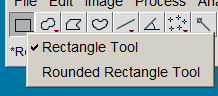 File Edit Image Process
Rectangle Tool
Rounded Rectangle Tool